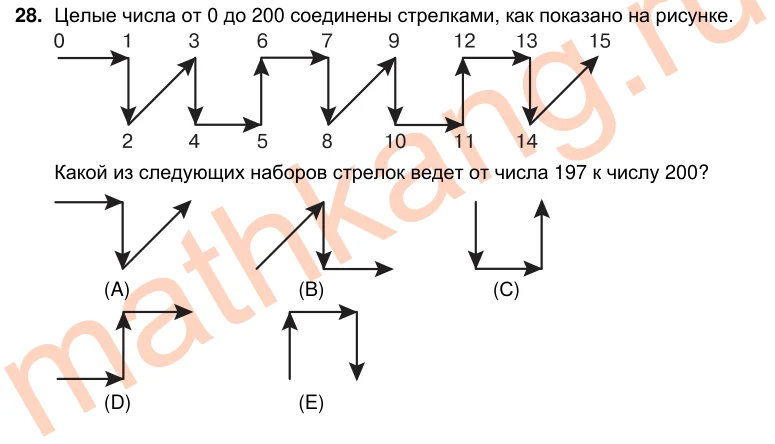 28. Целые числа от 0 до 200 соединены стрелками, как показано на рисунке.
0 1 3 6 7 9 12 13 15
2 4 5 8 10 11 14
Какой из следующих наборов стрелок ведет от числа 197 к числу 200?
(A) (B) (C)
(D) (E)
mathkang.ru